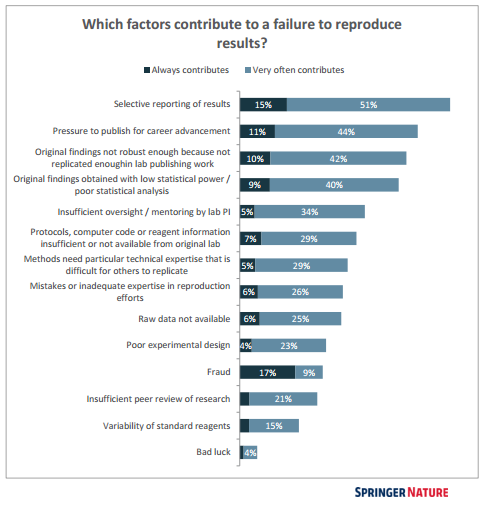 Which factors contribute to a failure to reproduce
results?
Always contributes Very often contributes
Selective reporting of results 15% 51%
Pressure to publish for career advancement 11% 44%
Original findings not robust enough because not
replicated enoughin lab publishing work 10% 42%
Original findings obtained with low statistical power /
poor statistical analysis 9% 40%
Insufficient oversight / mentoring by lab PI 5% 34%
Protocols, computer code or reagent information
insufficient or not available from original lab 7% 29%
Methods need particular technical expertise that is
difficult for others to replicate 5% 29%
Mistakes or inadequate expertise in reproduction
efforts 6% 26%
Raw data not available 6% 25%
Poor experimental design 4% 23%
Fraud 17% 9%
Insufficient peer review of research 21%
Variability of standard reagents 15%
Bad luck 4%
SPRINGER NATURE